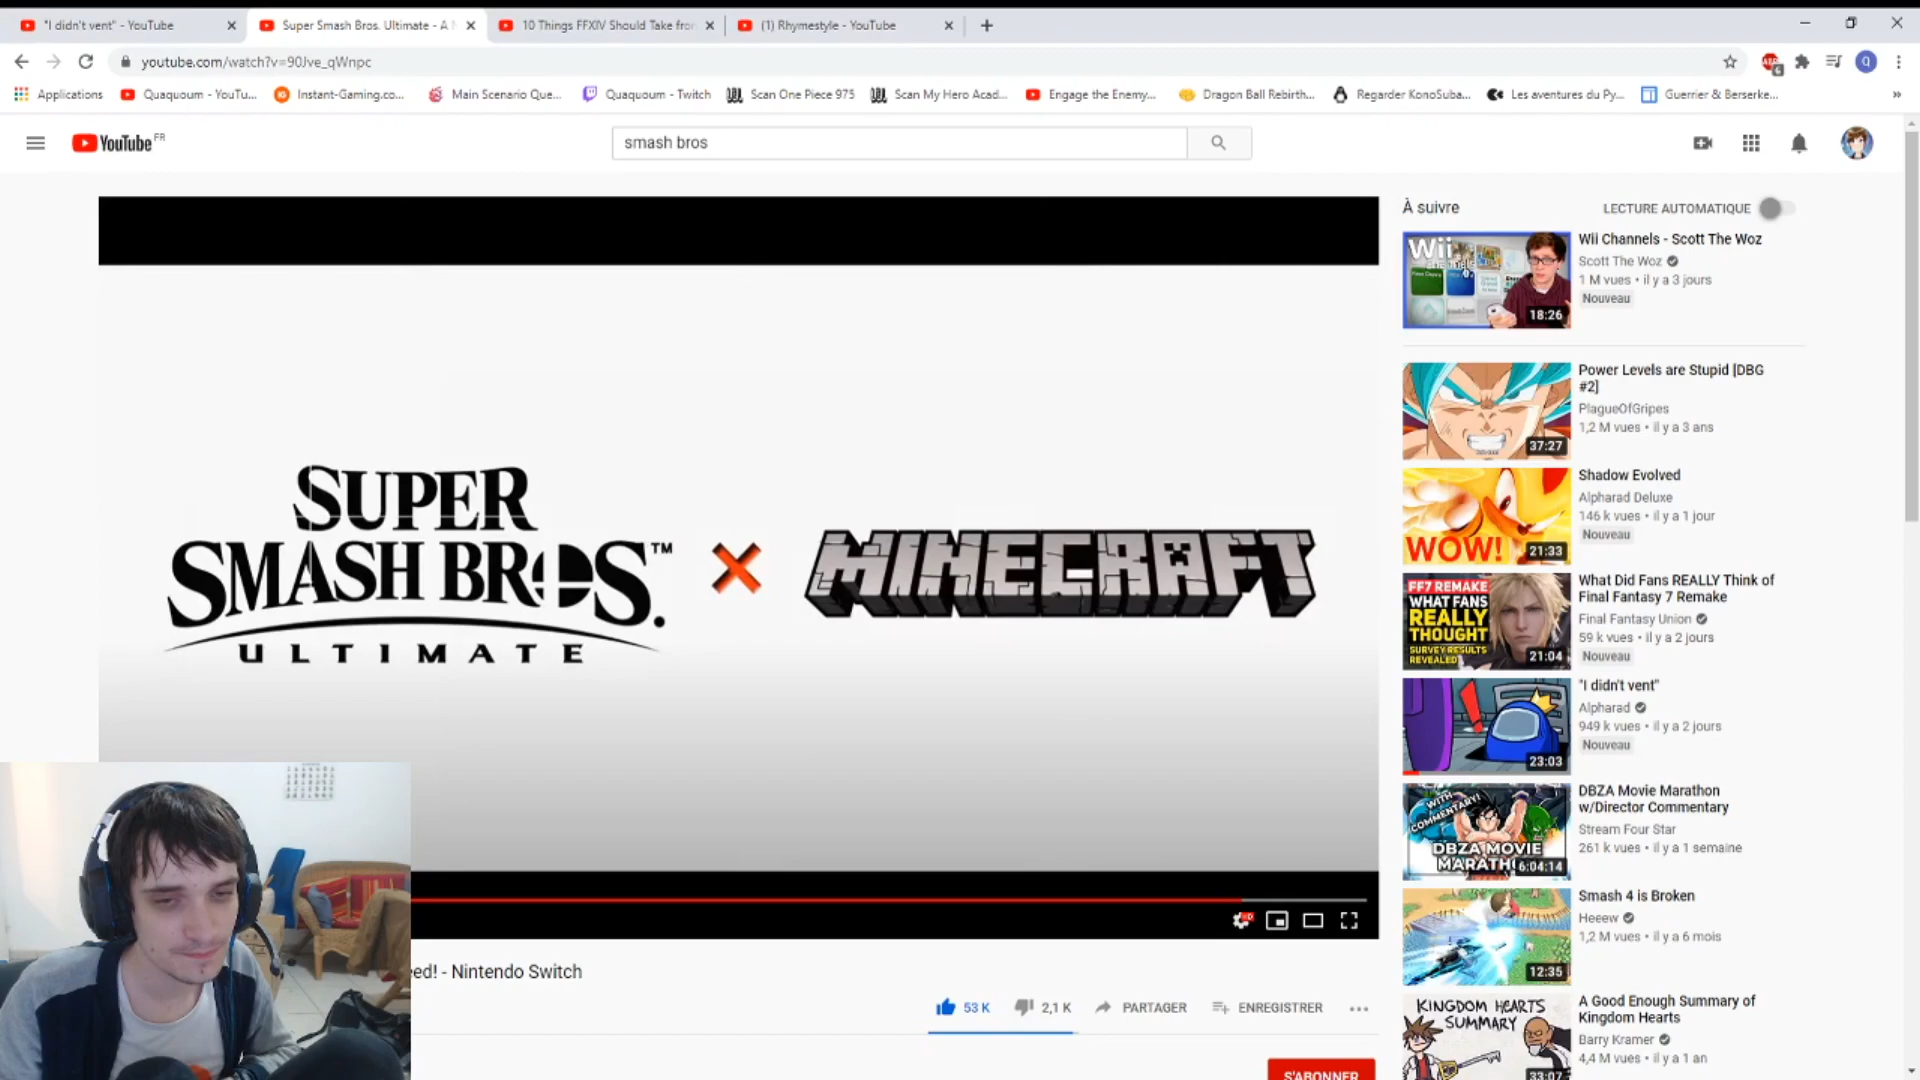 "I didn't vent" - YouTube
Super Smash Bros. Ultimate - A
10 Things FFXIV Should Take fro
(1) Rhymestyle - YouTube
youtube.com/watch?v=90Jve_qWnpc
Applications
Quaquoum - YouTu...
Instant-Gaming.co...
Main Scenario Que...
Quaquoum - Twitch
Scan One Piece 975
Scan My Hero Acad...
Engage the Enemy...
Dragon Ball Rebirth...
Regarder KonoSuba...
Les aventures du Py...
Guerrier & Berserke...
YouTube FR
smash bros
SUPER
SMASH BROS.™
ULTIMATE
X
MINECRAFT
eed! - Nintendo Switch
53 K
2,1 K
PARTAGER
ENREGISTRER
S'ABONNER
À suivre
LECTURE AUTOMATIQUE
Wii
Channels
18:26
Wii Channels - Scott The Woz
Scott The Woz
1 M vues • il y a 3 jours
Nouveau
37:27
Power Levels are Stupid [DBG
#2]
PlagueOfGripes
1,2 M vues • il y a 3 ans
WOW!
21:33
Shadow Evolved
Alpharad Deluxe
146 k vues • il y a 1 jour
Nouveau
FF7 REMAKE
WHAT FANS
REALLY
THOUGHT
SURVEY RESULTS
REVEALED
21:04
What Did Fans REALLY Think of
Final Fantasy 7 Remake
Final Fantasy Union
59 k vues • il y a 2 jours
Nouveau
23:03
"I didn't vent"
Alpharad
949 k vues • il y a 2 jours
Nouveau
WITH
COMMENTARY!
DBZA MOVIE
MARATH
6:04:14
DBZA Movie Marathon
w/Director Commentary
Stream Four Star
261 k vues • il y a 1 semaine
12:35
Smash 4 is Broken
Heeew
1,2 M vues • il y a 6 mois
KINGDOM HEARTS
SUMMARY
33:07
A Good Enough Summary of
Kingdom Hearts
Barry Kramer
4,4 M vues • il y a 1 an